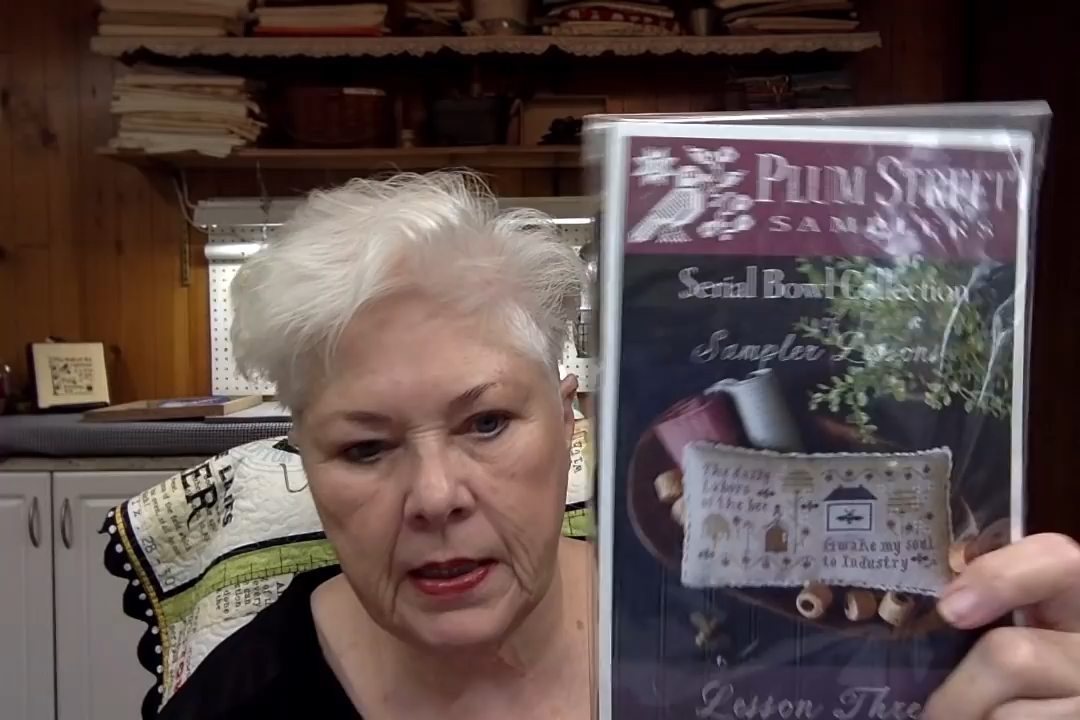 PLUM STREET
SAMPLERS
Serial Bowl Collection
Sampler Lessons
The daily
Labors
of the bee
Awake my soul
to Industry
Lesson Three